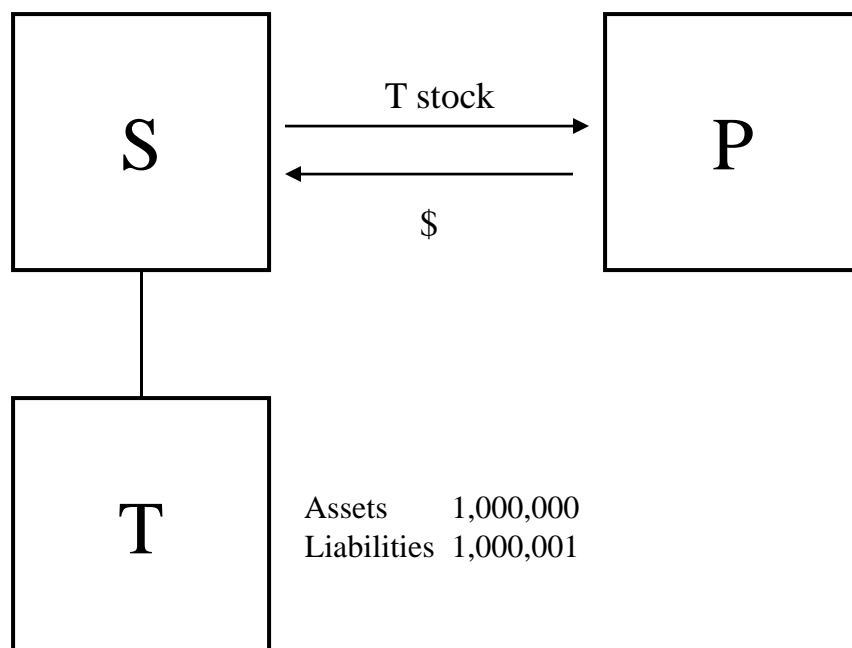 S
T stock
P
$
T
Assets 1,000,000
Liabilities 1,000,001